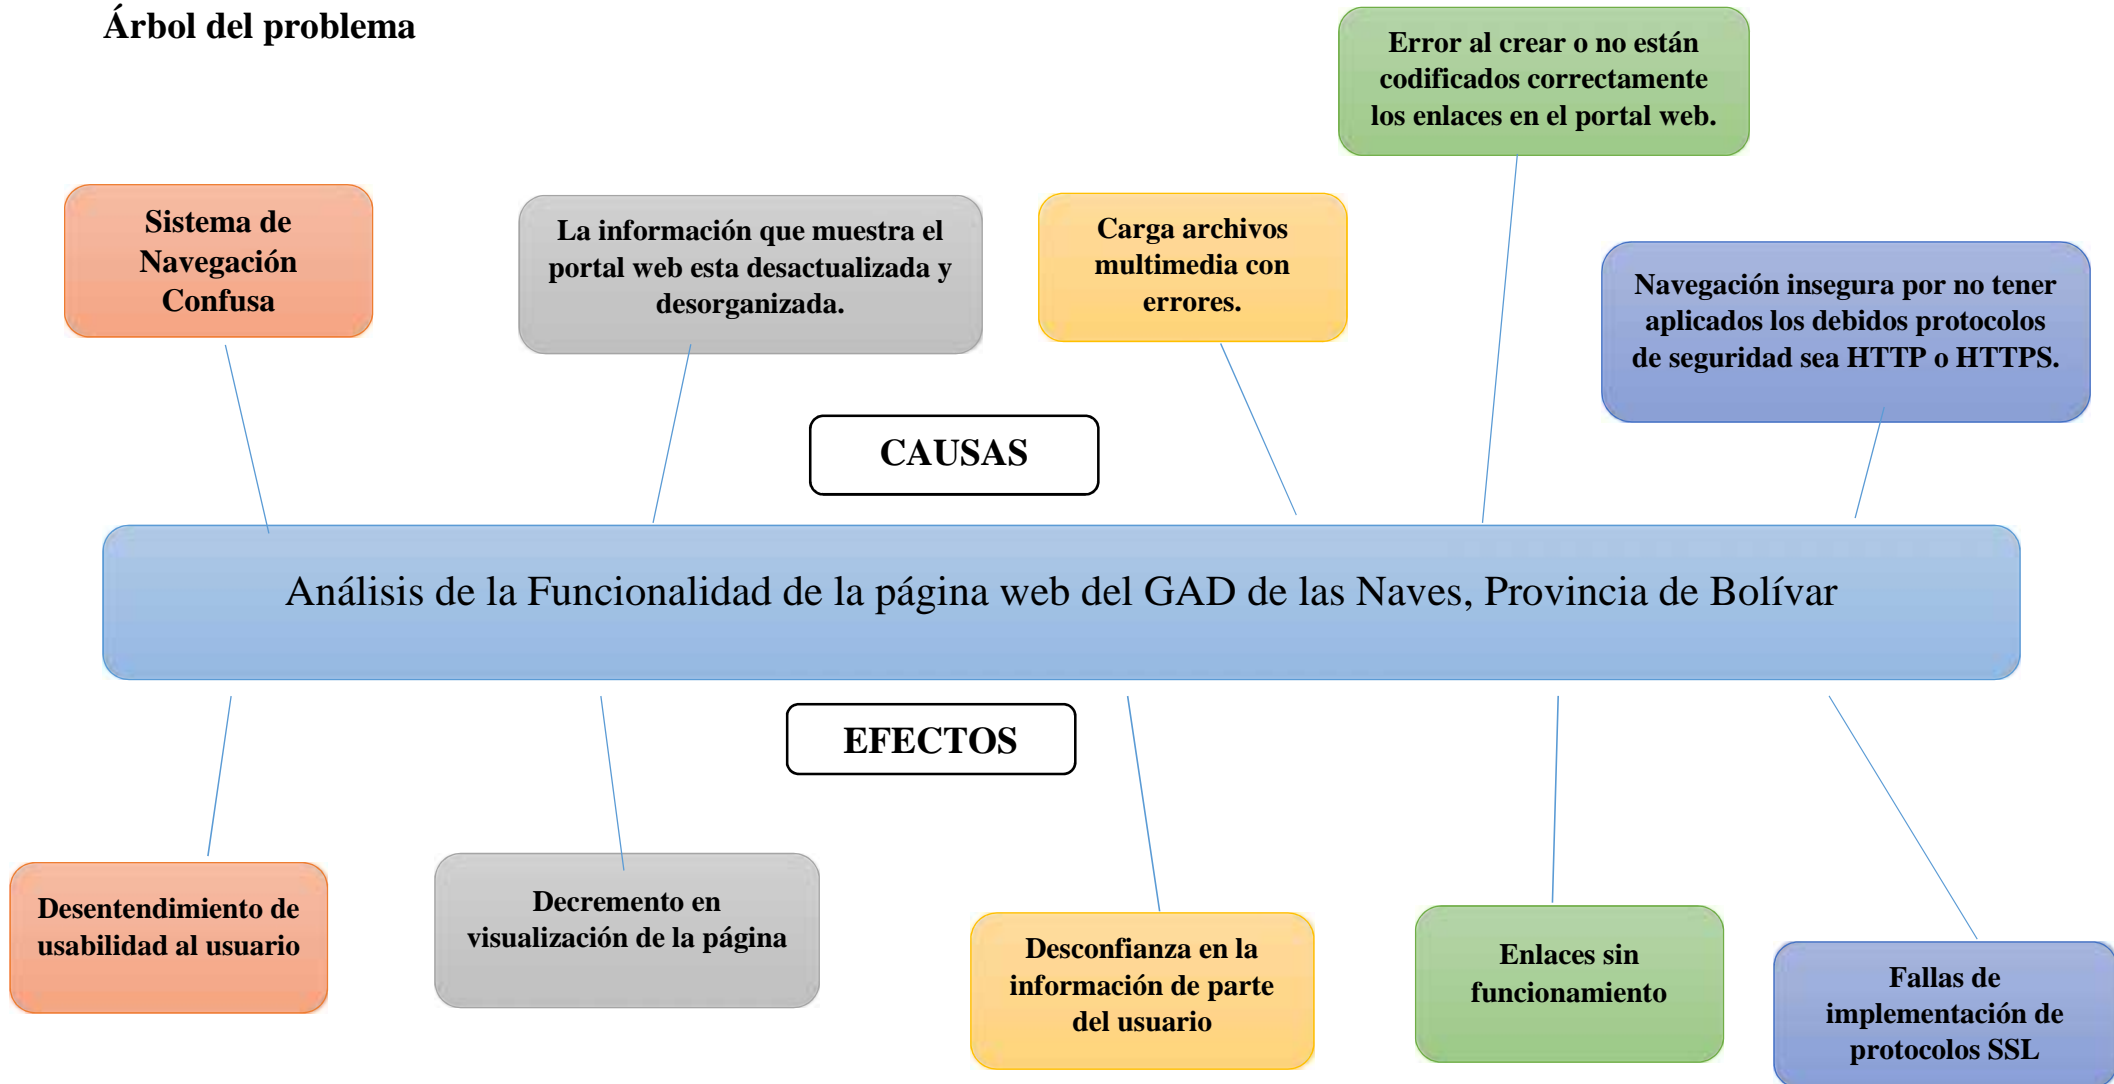 Árbol del problema
Error al crear o no están
codificados correctamente
los enlaces en el portal web.
Sistema de
Navegación
Confusa
La información que muestra el
portal web esta desactualizada y
desorganizada.
Carga archivos
multimedia con
errores.
Navegación insegura por no tener
aplicados los debidos protocolos
de seguridad sea HTTP o HTTPS.
CAUSAS
Análisis de la Funcionalidad de la página web del GAD de las Naves, Provincia de Bolívar
EFECTOS
Desentendimiento de
usabilidad al usuario
Decremento en
visualización de la página
Desconfianza en la
información de parte
del usuario
Enlaces sin
funcionamiento
Fallas de
implementación de
protocolos SSL